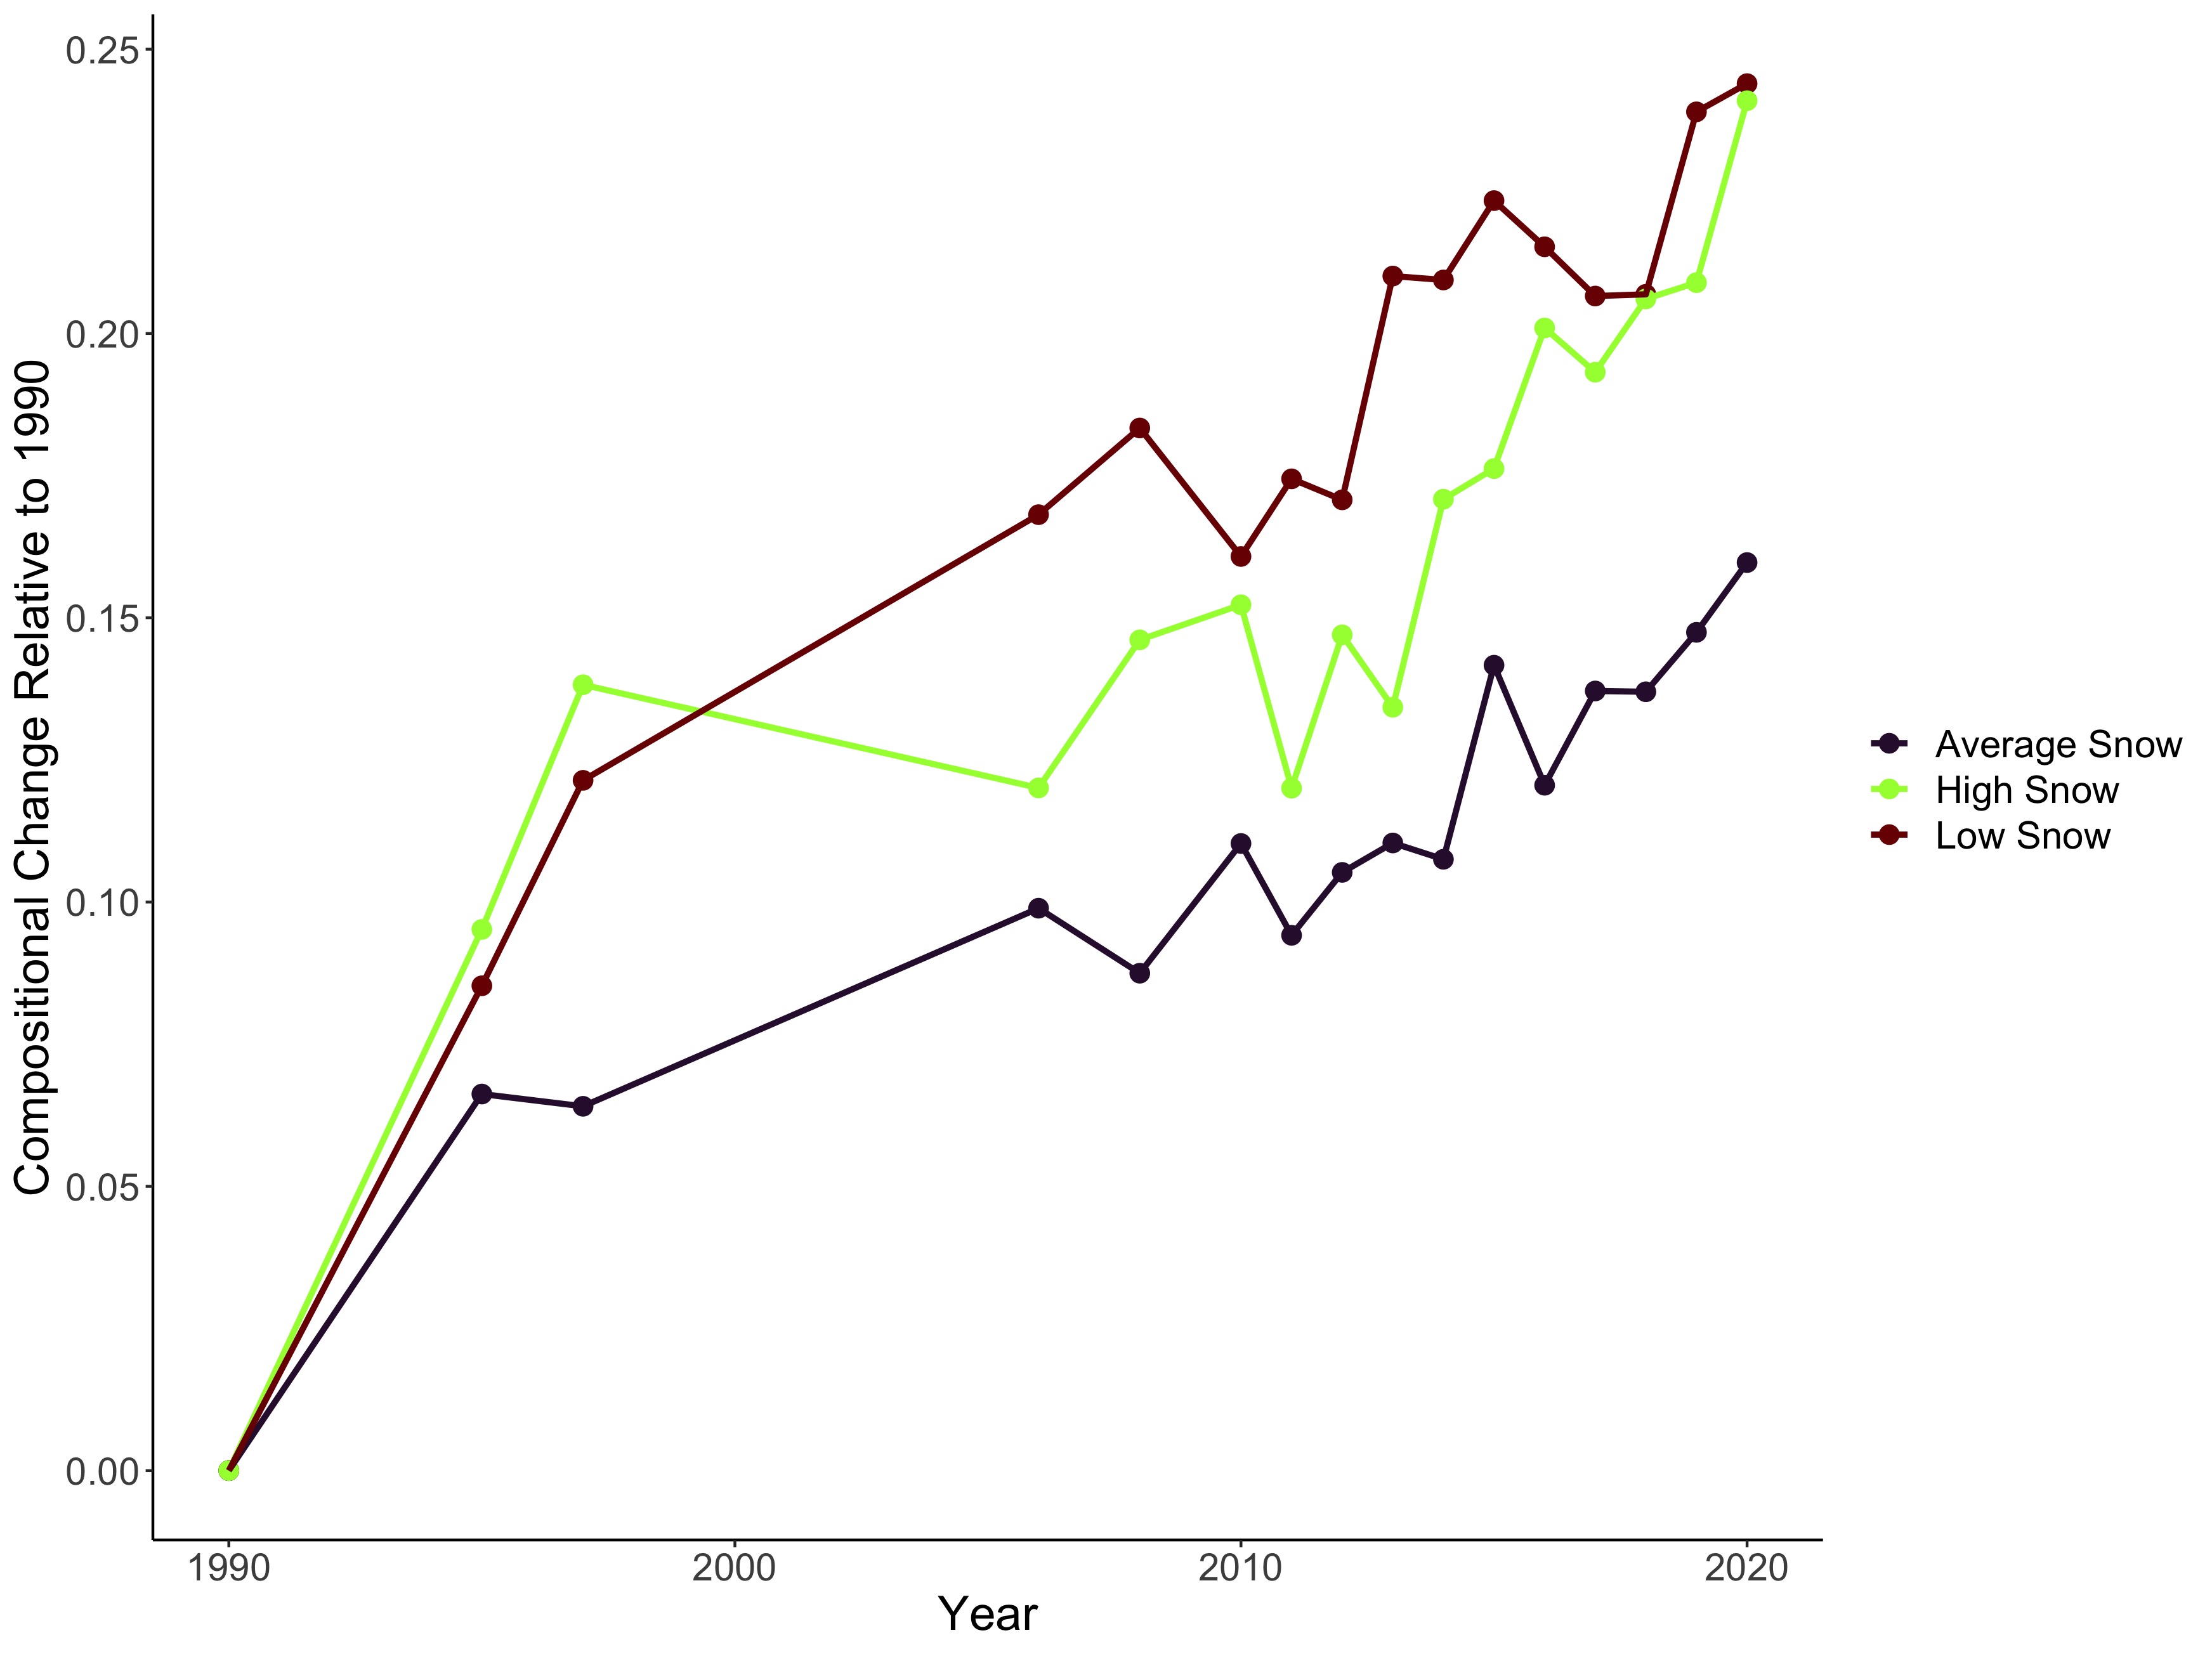 Compositional Change Relative to 1990
0.25
0.20
0.15
0.10
0.05
0.00
1990 2000 2010 2020
Year
Average Snow
High Snow
Low Snow